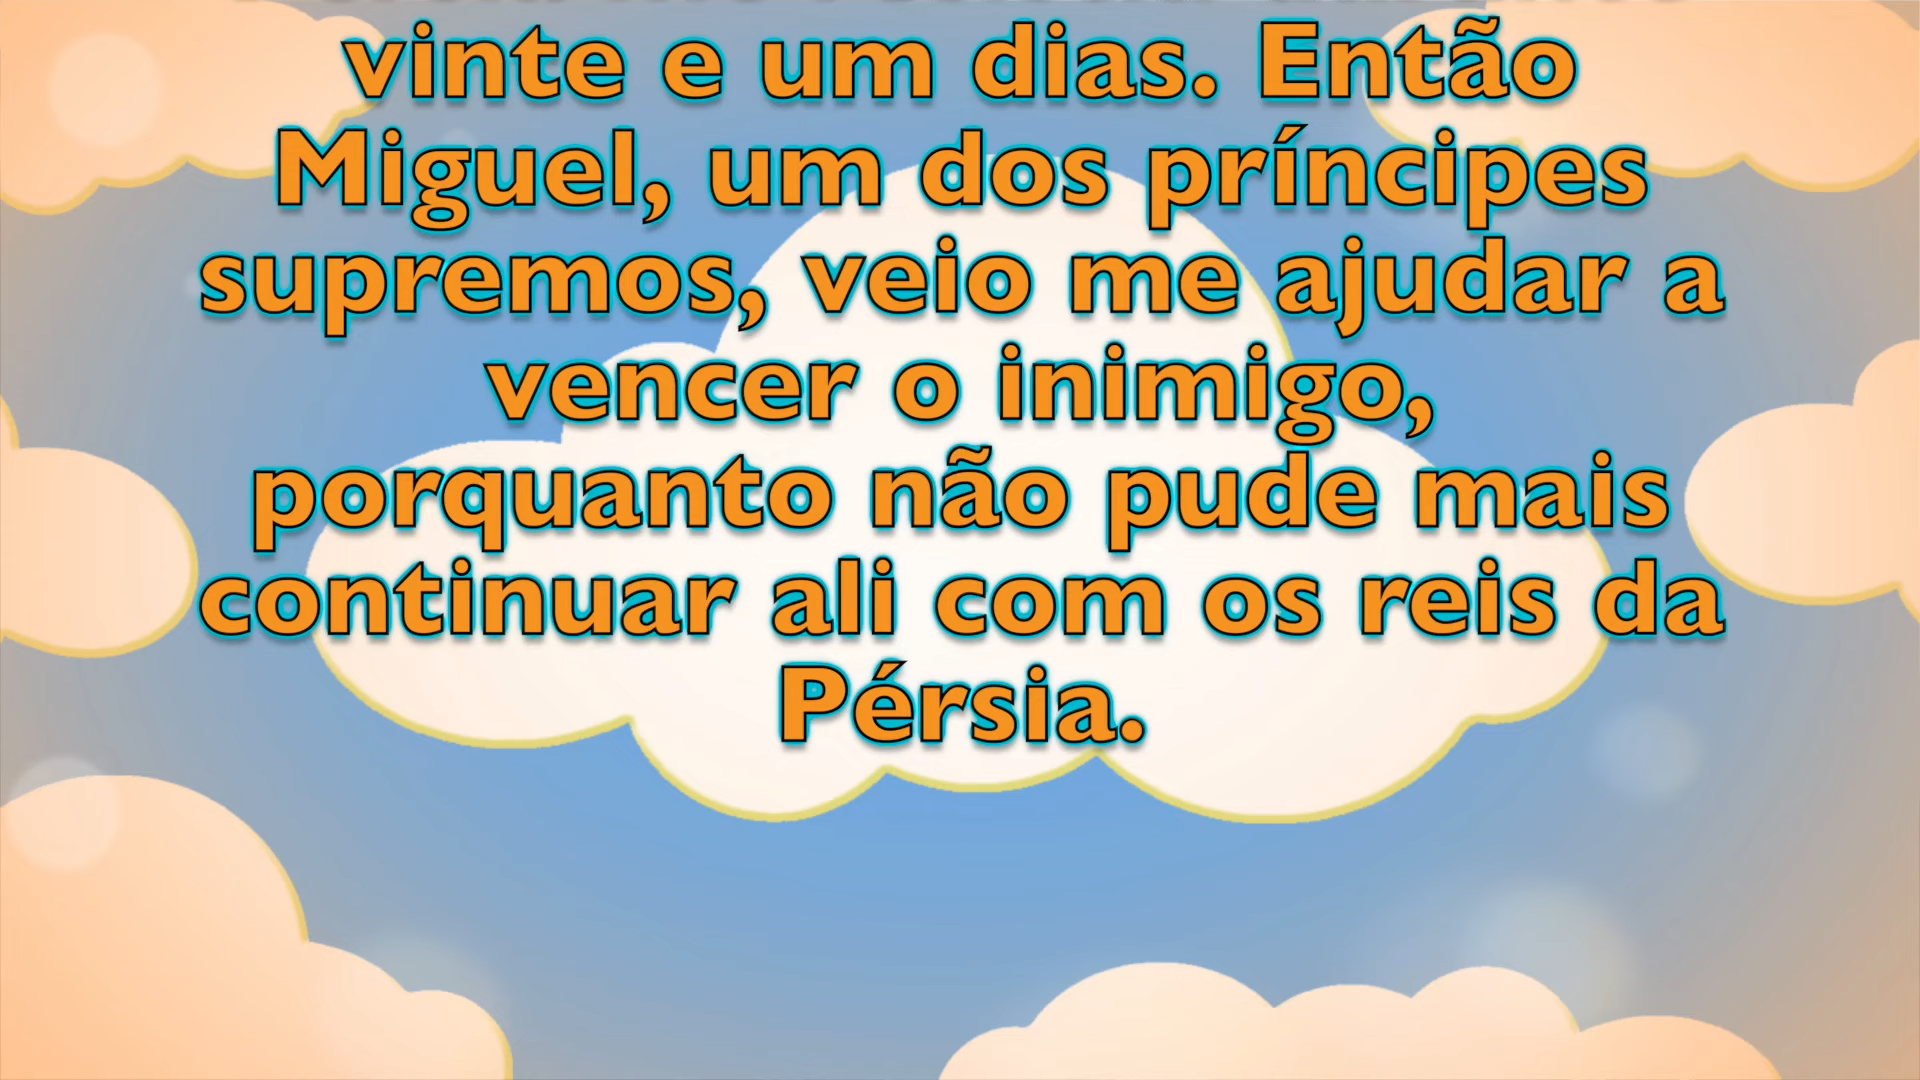 vinte e um dias. Então
Miguel, um dos príncipes
supremos, veio me ajudar a
vencer o inimigo,
porquanto não pude mais
continuar ali com os reis da
Pérsia.